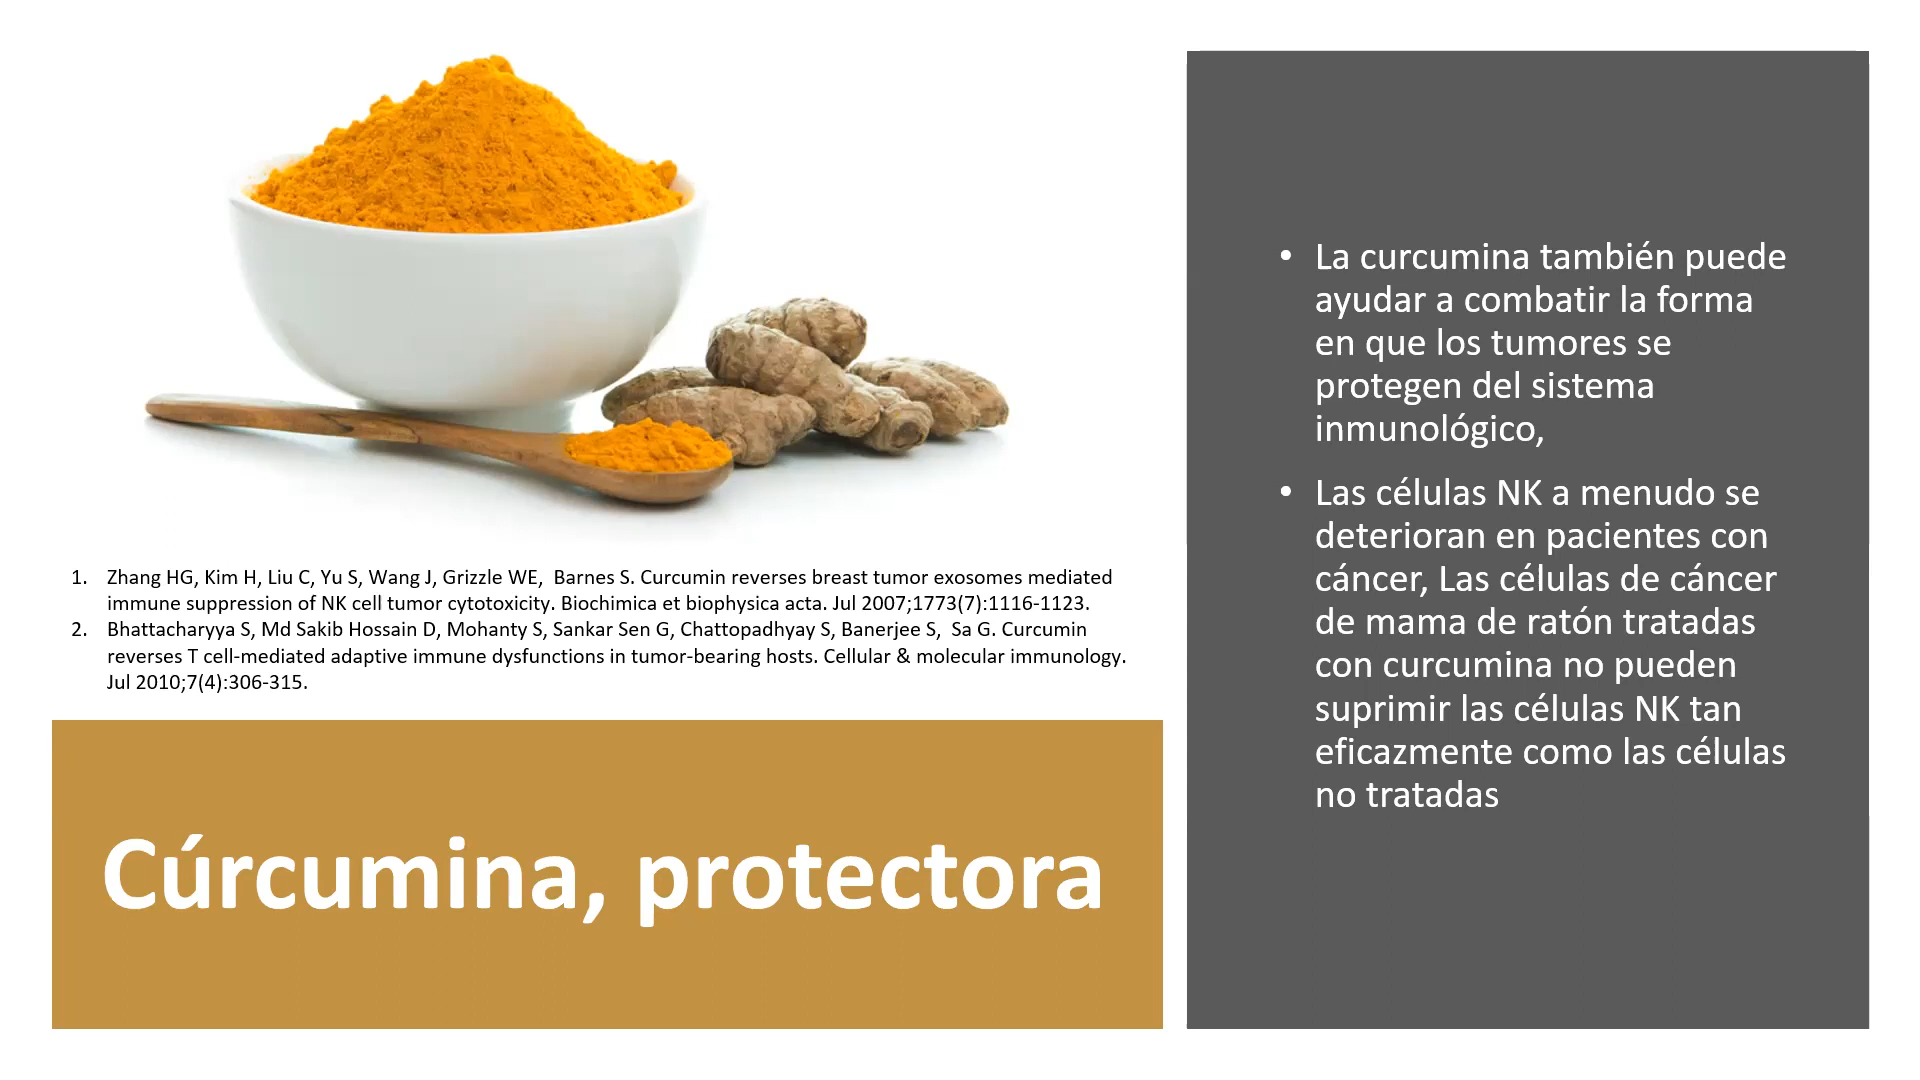 1. Zhang HG, Kim H, Liu C, Yu S, Wang J, Grizzle WE,  Barnes S. Curcumin reverses breast tumor exosomes mediated
immune suppression of NK cell tumor cytotoxicity. Biochimica et biophysica acta. Jul 2007;1773(7):1116-1123.
2. Bhattacharyya S, Md Sakib Hossain D, Mohanty S, Sankar Sen G, Chattopadhyay S, Banerjee S,  Sa G. Curcumin
reverses T cell-mediated adaptive immune dysfunctions in tumor-bearing hosts. Cellular & molecular immunology.
Jul 2010;7(4):306-315.
Cúrcumina, protectora
• La curcumina también puede
ayudar a combatir la forma
en que los tumores se
protegen del sistema
inmunológico,
• Las células NK a menudo se
deterioran en pacientes con
cáncer, Las células de cáncer
de mama de ratón tratadas
con curcumina no pueden
suprimir las células NK tan
eficazmente como las células
no tratadas